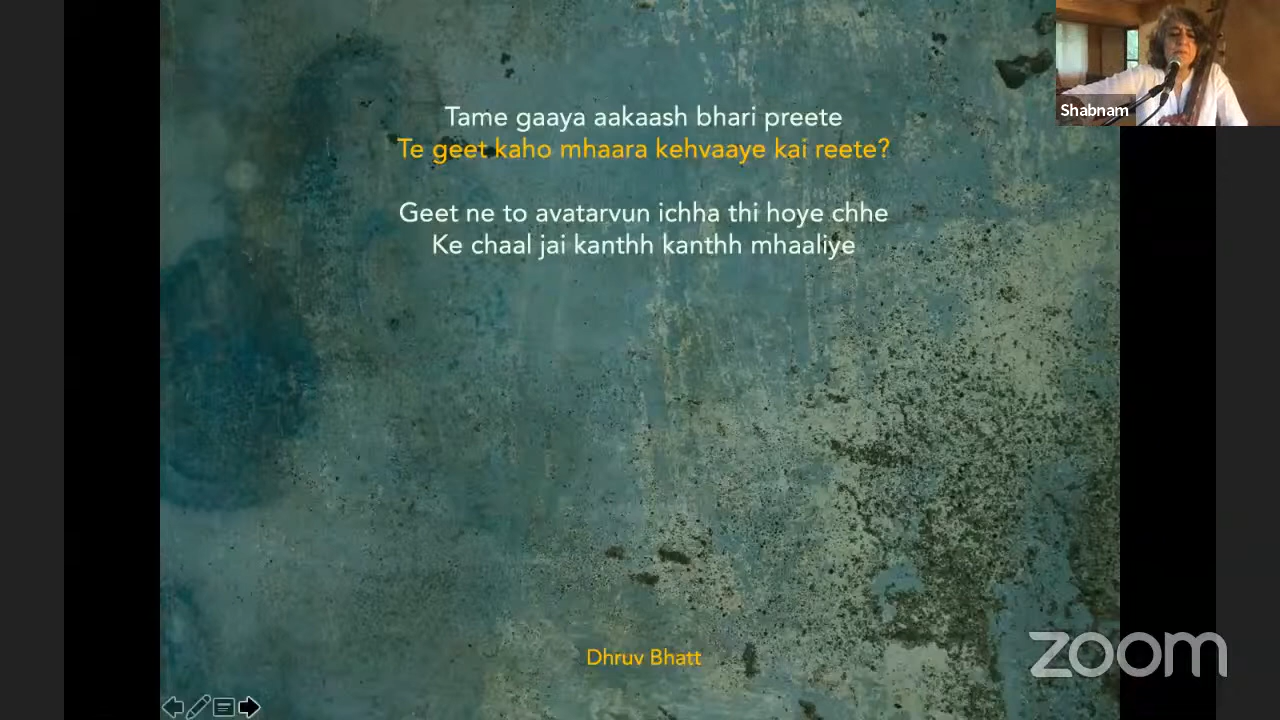 Shabnam
Tame gaaya aakaash bhari preete
Te geet kaho mhaara kehvaaye kai reete?
Geet ne to avatarvun ichha thi hoye chhe
Ke chaal jai kanthh kanthh mhaaliye
Dhruv Bhatt
zoom